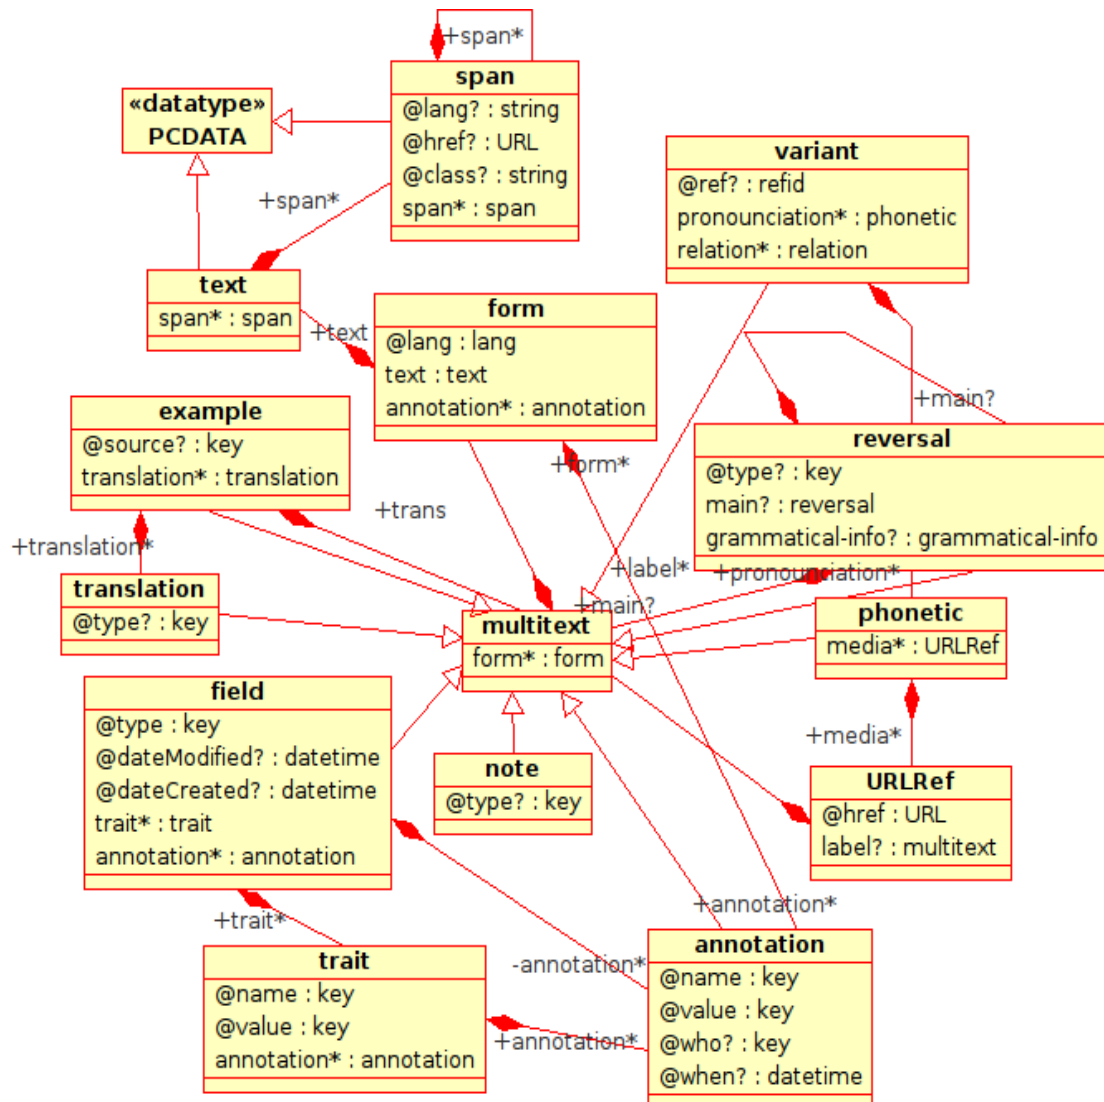 +span*
span
@lang? : string
@href? : URL
@class? : string
span* : span
«datatype»
PCDATA
+span*
variant
@ref? : refid
pronounciation* : phonetic
relation* : relation
text
span* : span
+text
form
@lang : lang
text : text
annotation* : annotation
+main?
example
@source? : key
translation* : translation
reversal
@type? : key
main? : reversal
grammatical-info? : grammatical-info
+form*
+trans
+translation*
translation
@type? : key
+label*
+pronounciation*
+main?
multitext
form* : form
phonetic
media* : URLRef
field
@type : key
@dateModified? : datetime
@dateCreated? : datetime
trait* : trait
annotation* : annotation
note
@type? : key
+media*
URLRef
@href : URL
label? : multitext
+trait*
+annotation*
trait
@name : key
@value : key
annotation* : annotation
-annotation*
+annotation*
annotation
@name : key
@value : key
@who? : key
@when? : datetime